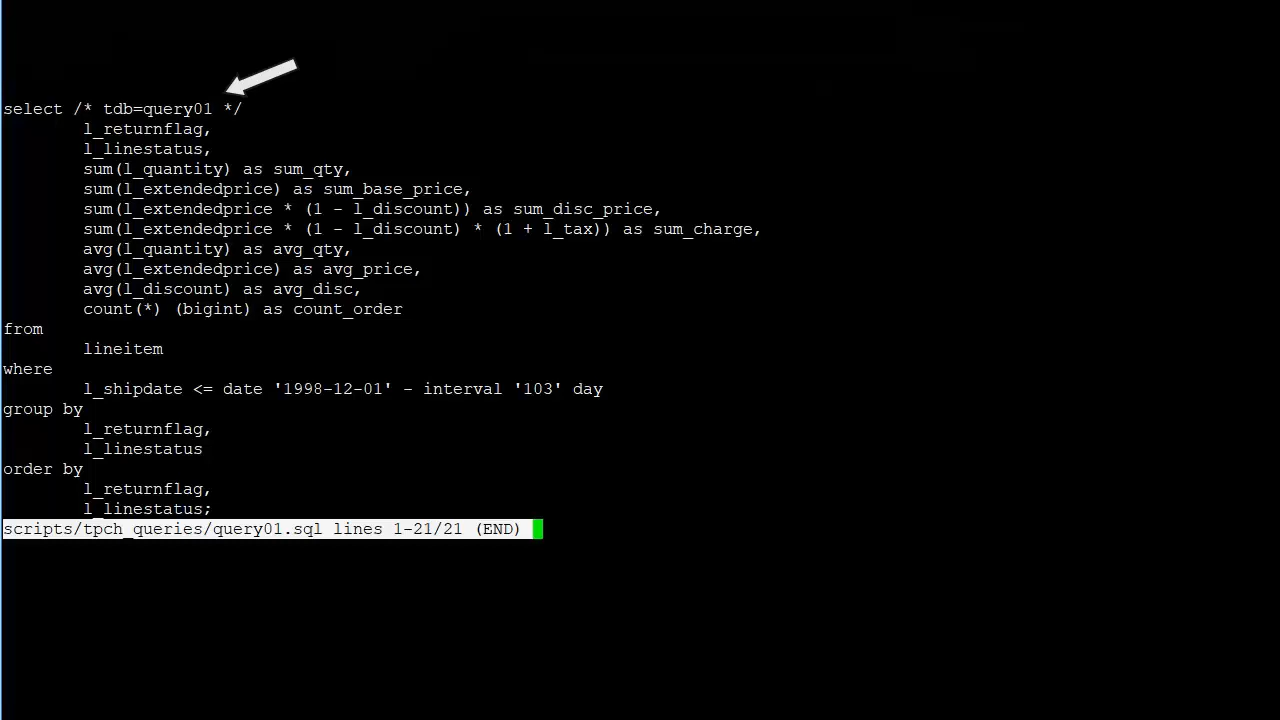 select /* tdb=query01 */
l_returnflag,
l_linestatus,
sum(l_quantity) as sum_qty,
sum(l_extendedprice) as sum_base_price,
sum(l_extendedprice * (1 - l_discount)) as sum_disc_price,
sum(l_extendedprice * (1 - l_discount) * (1 + l_tax)) as sum_charge,
avg(l_quantity) as avg_qty,
avg(l_extendedprice) as avg_price,
avg(l_discount) as avg_disc,
count(*) (bigint) as count_order
from
lineitem
where
l_shipdate <= date '1998-12-01' - interval '103' day
group by
l_returnflag,
l_linestatus
order by
l_returnflag,
l_linestatus;
scripts/tpch_queries/query01.sql lines 1-21/21 (END)